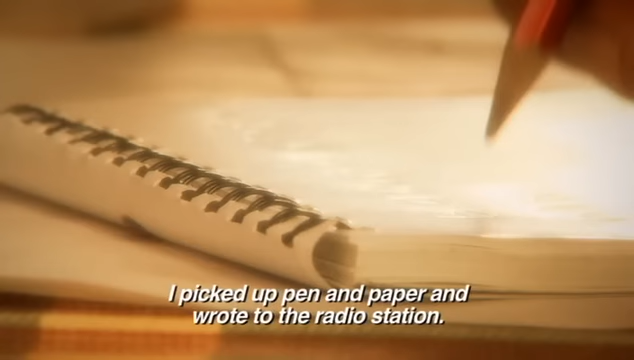 I picked up pen and paper and
wrote to the radio station.